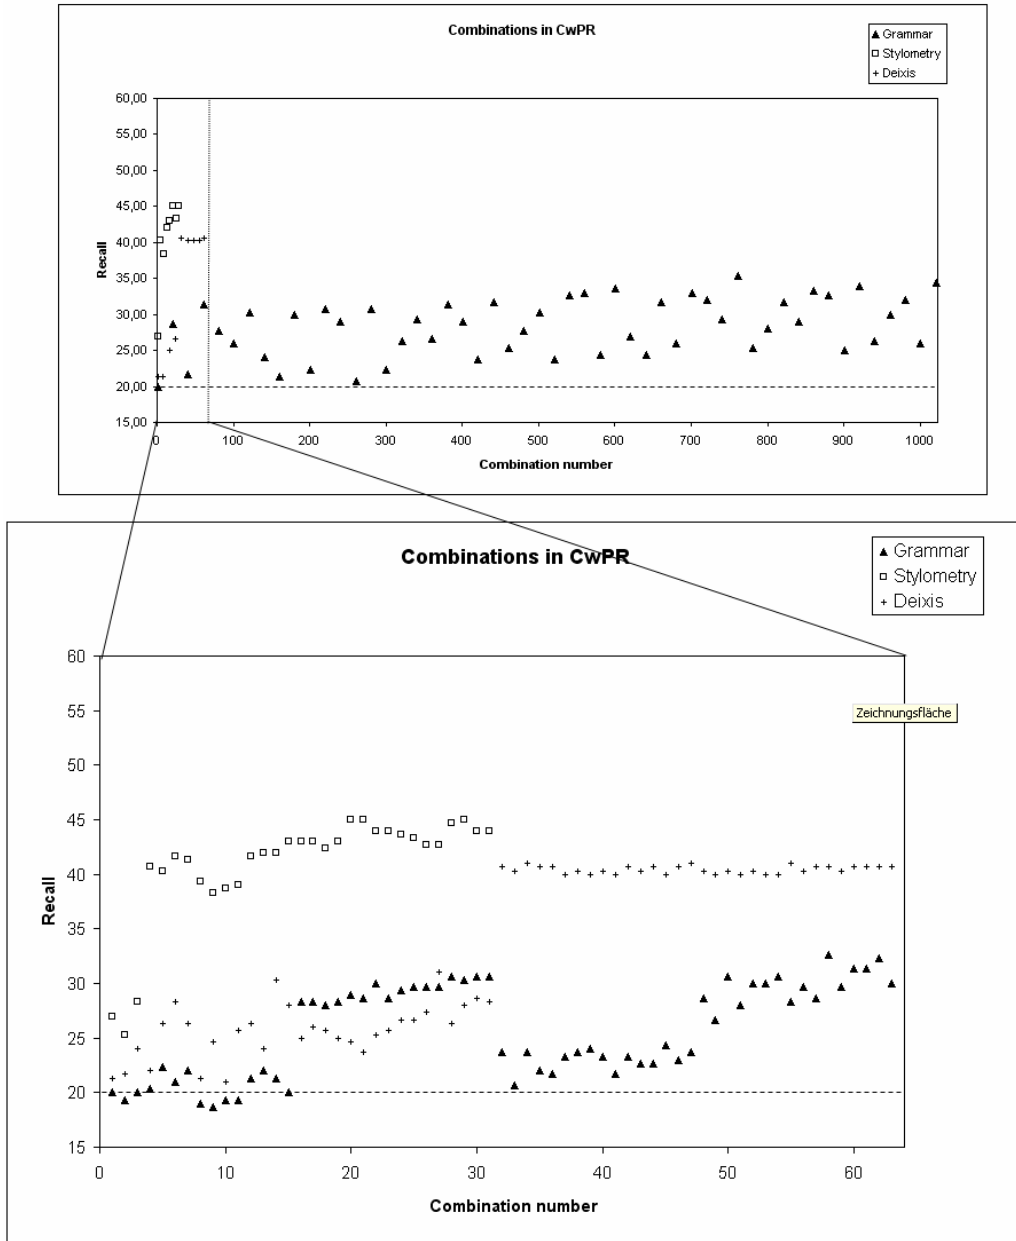 Combinations in CwPR
Grammar
Stylometry
Deixis
60,00
55,00
50,00
45,00
40,00
35,00
30,00
25,00
20,00
15,00
Recall
0 100 200 300 400 500 600 700 800 900 1000
Combination number
Combinations in CwPR
Grammar
Stylometry
Deixis
60
55
50
45
40
35
30
25
20
15
Zeichnungsfläche
Recall
0 10 20 30 40 50 60
Combination number